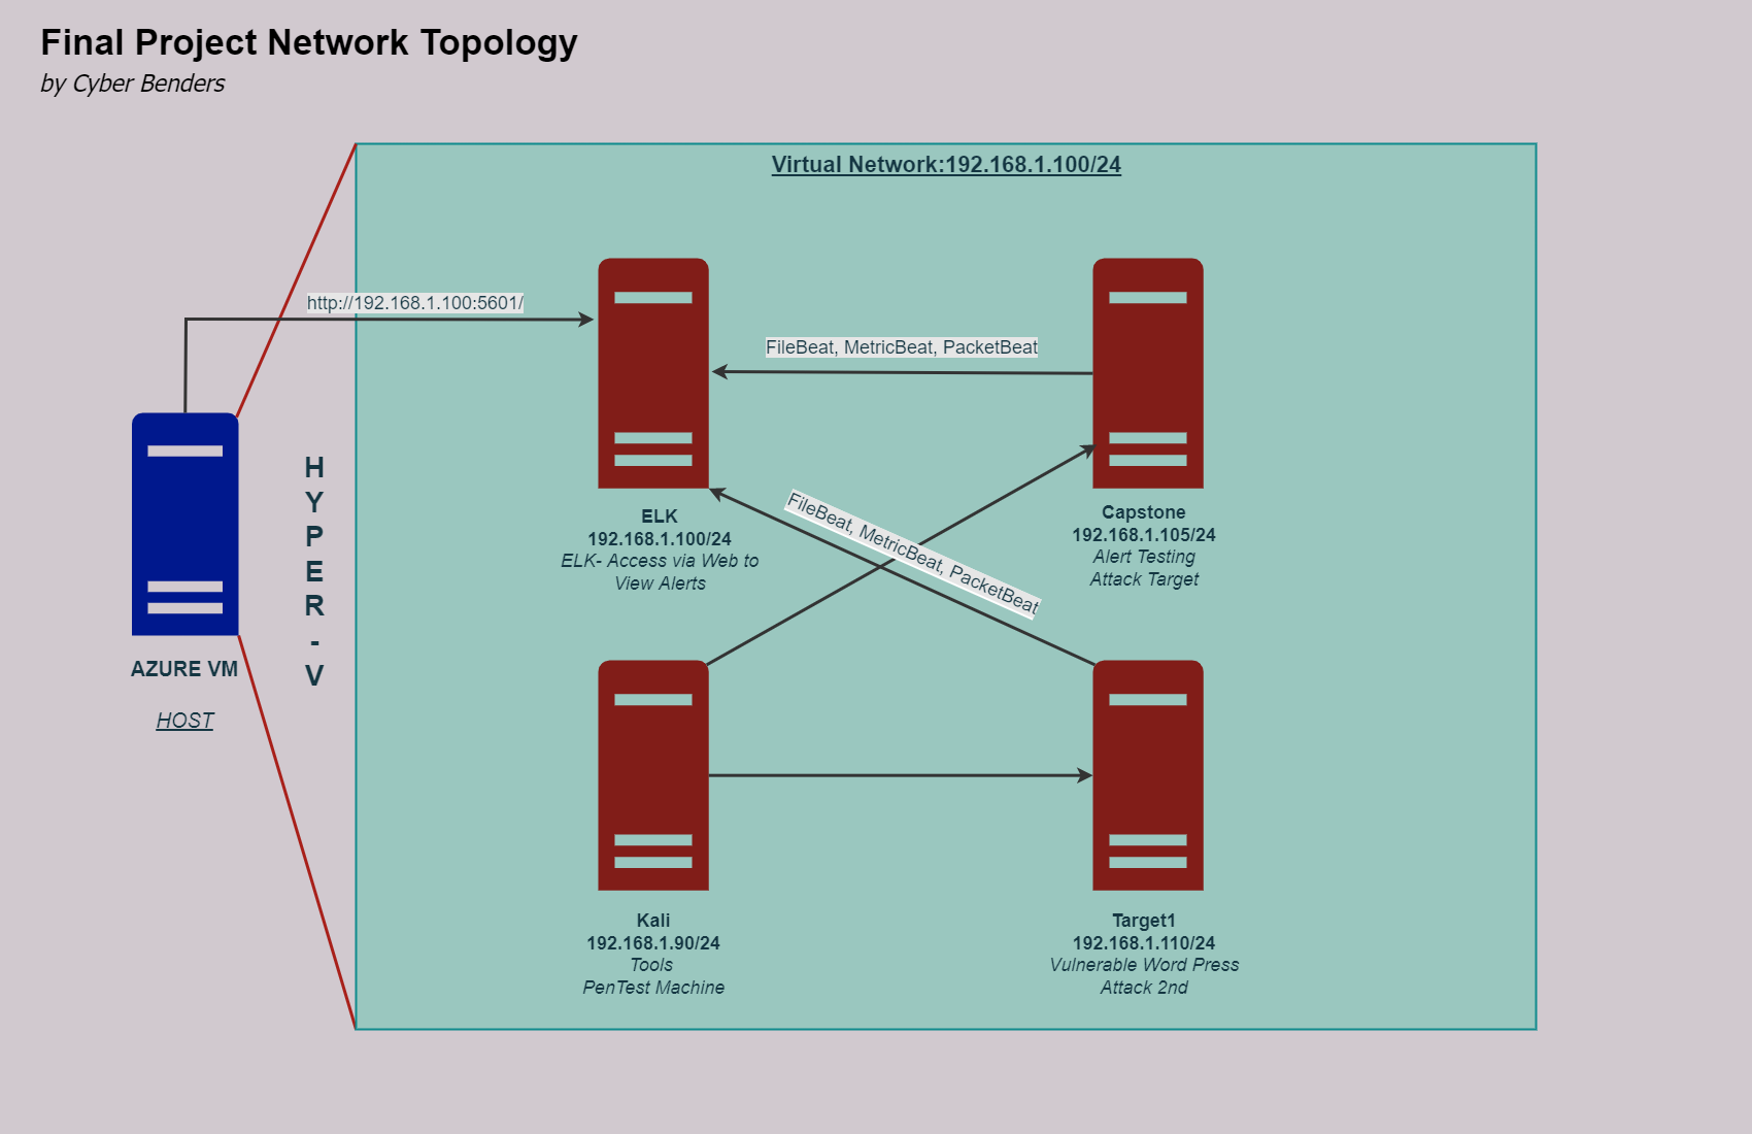 Final Project Network Topology
by Cyber Benders
Virtual Network:192.168.1.100/24
http://192.168.1.100:5601/
FileBeat, MetricBeat, PacketBeat
H
Y
P
E
R
-
V
FileBeat, MetricBeat, PacketBeat
ELK
192.168.1.100/24
ELK- Access via Web to
View Alerts
Capstone
192.168.1.105/24
Alert Testing
Attack Target
AZURE VM
HOST
Kali
192.168.1.90/24
Tools
PenTest Machine
Target1
192.168.1.110/24
Vulnerable Word Press
Attack 2nd